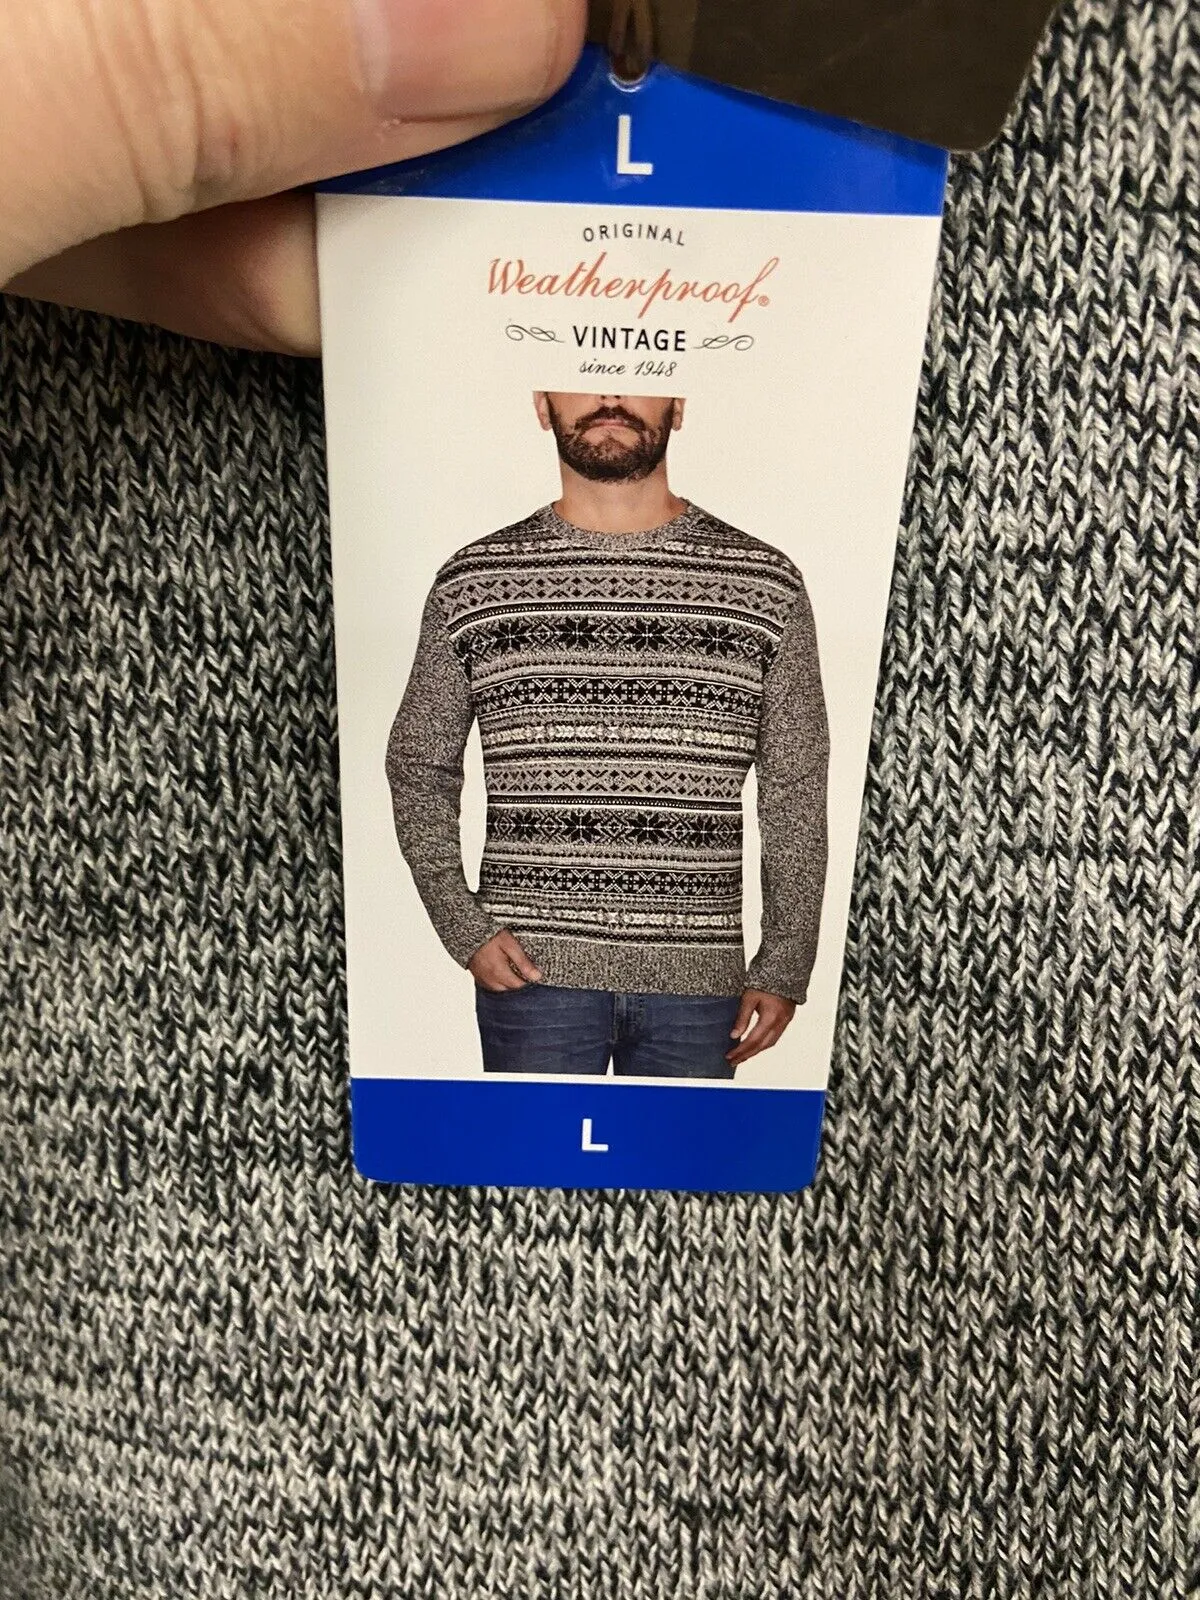 L
ORIGINAL
Weatherproof®
VINTAGE
since 1948
L